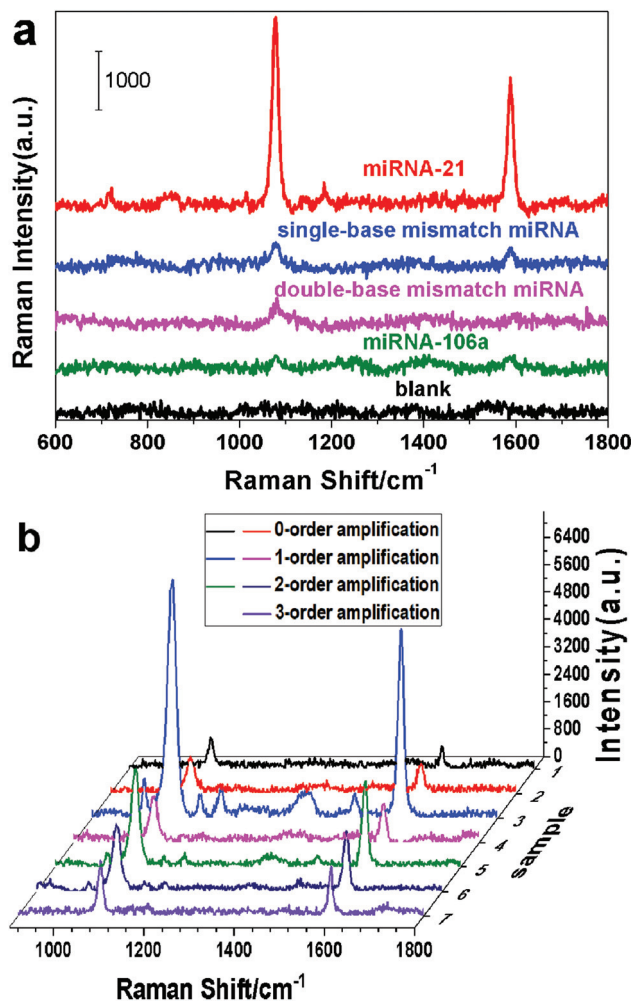 a
1000
miRNA-21
single-base mismatch miRNA
double-base mismatch miRNA
miRNA-106a
blank
Raman Intensity(a.u.)
600 800 1000 1200 1400 1600 1800
Raman Shift/cm-1
b
0-order amplification
1-order amplification
2-order amplification
3-order amplification
6400
5600
4800
4000
3200
2400
1600
800
0
Intensity(a.u.)
1
2
3
4
5
6
7
sample
1000 1200 1400 1600 1800
Raman Shift/cm-1